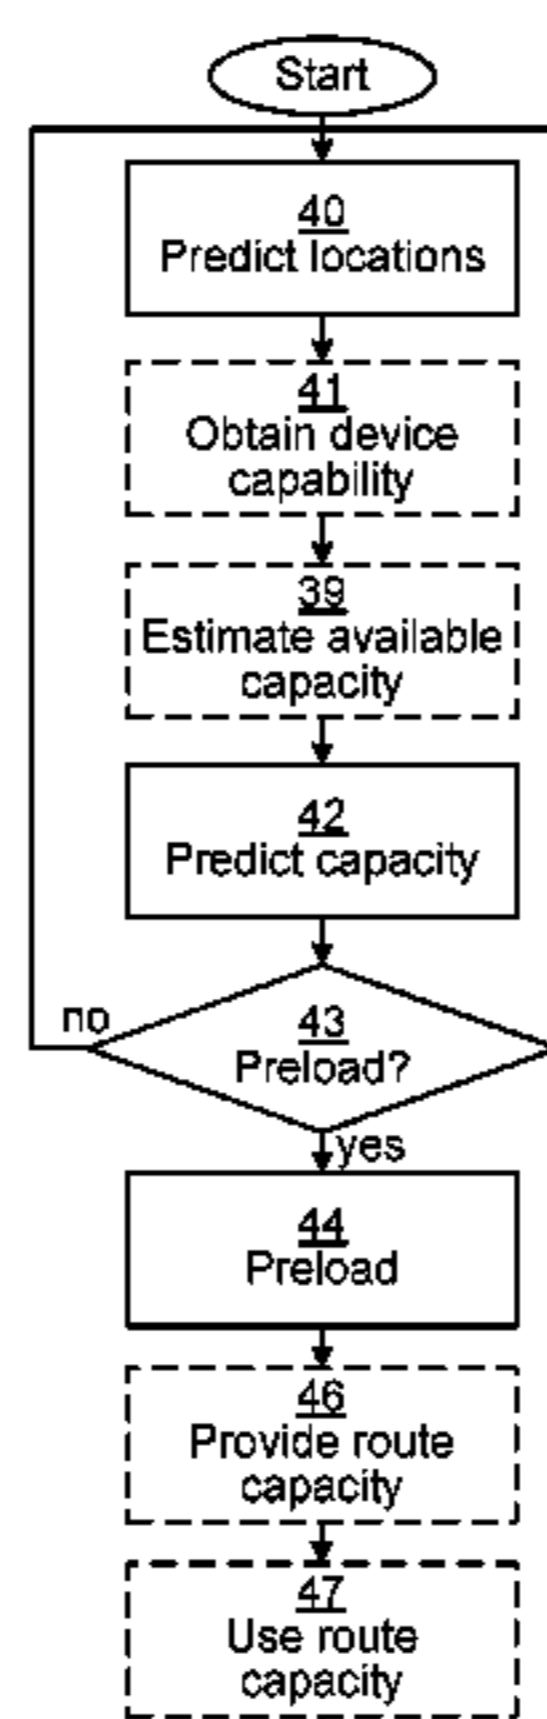 Start
40
Predict locations
41
Obtain device
capability
39
Estimate available
capacity
42
Predict capacity
43
Preload?
no
yes
44
Preload
46
Provide route
capacity
47
Use route
capacity